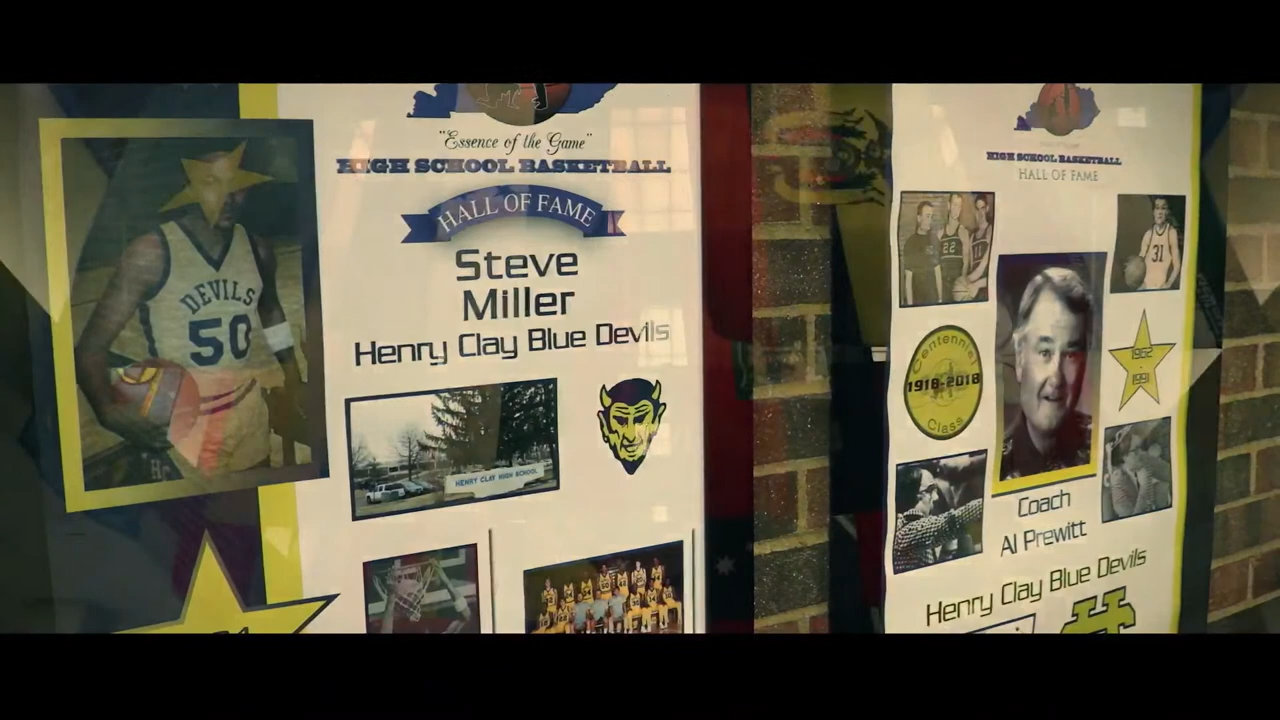 "Essence of the Game"
HIGH SCHOOL BASKETBALL
HALL OF FAME
Steve
Miller
Henry Clay Blue Devils
DEVILS
50
HENRY CLAY HIGH SCHOOL
HIGH SCHOOL BASKETBALL
HALL OF FAME
22
31
Centennial
1918-2018
Class
1962
1991
Coach
Al Prewitt
Henry Clay Blue Devils